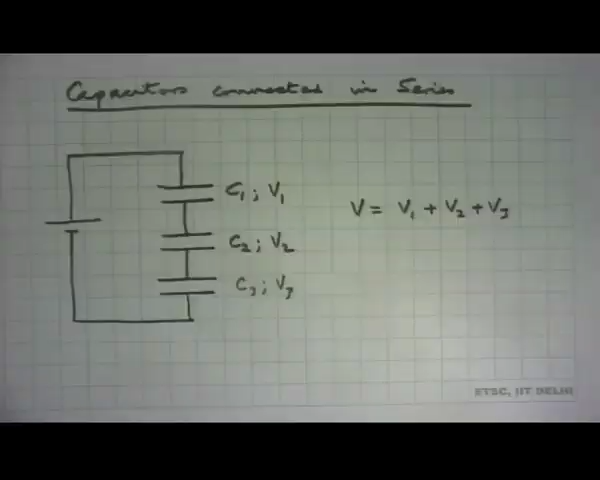 Capacitors connected in Series
C₁ ; V₁
V = V₁ + V₂ + V₃
C₂ ; V₂
C₃ ; V₃
ETSC, IIT DELHI